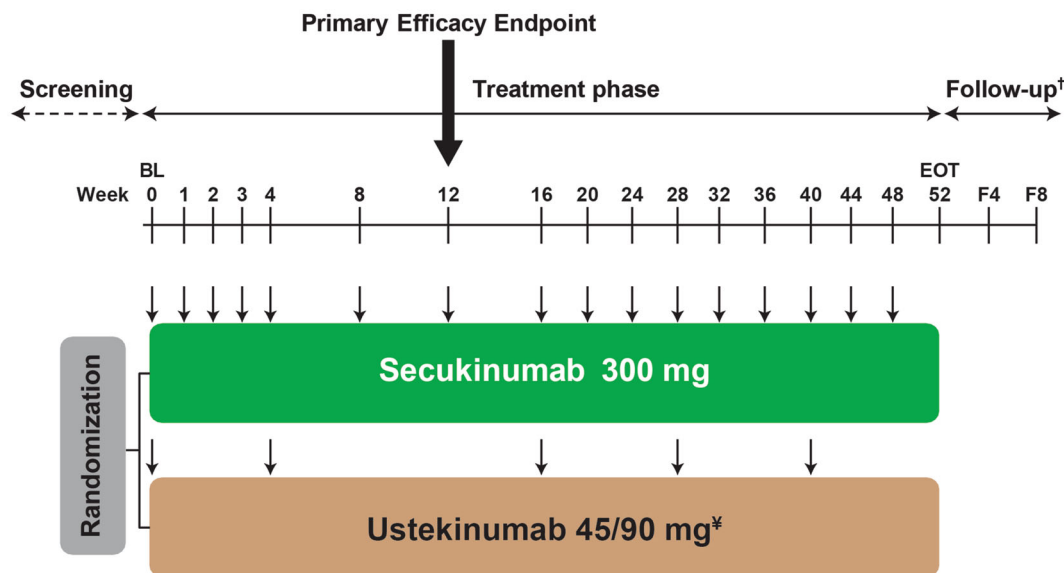 Primary Efficacy Endpoint
Screening Treatment phase Follow-up†
BL EOT
Week 0 1 2 3 4 8 12 16 20 24 28 32 36 40 44 48 52 F4 F8
Randomization
Secukinumab 300 mg
Ustekinumab 45/90 mg¥